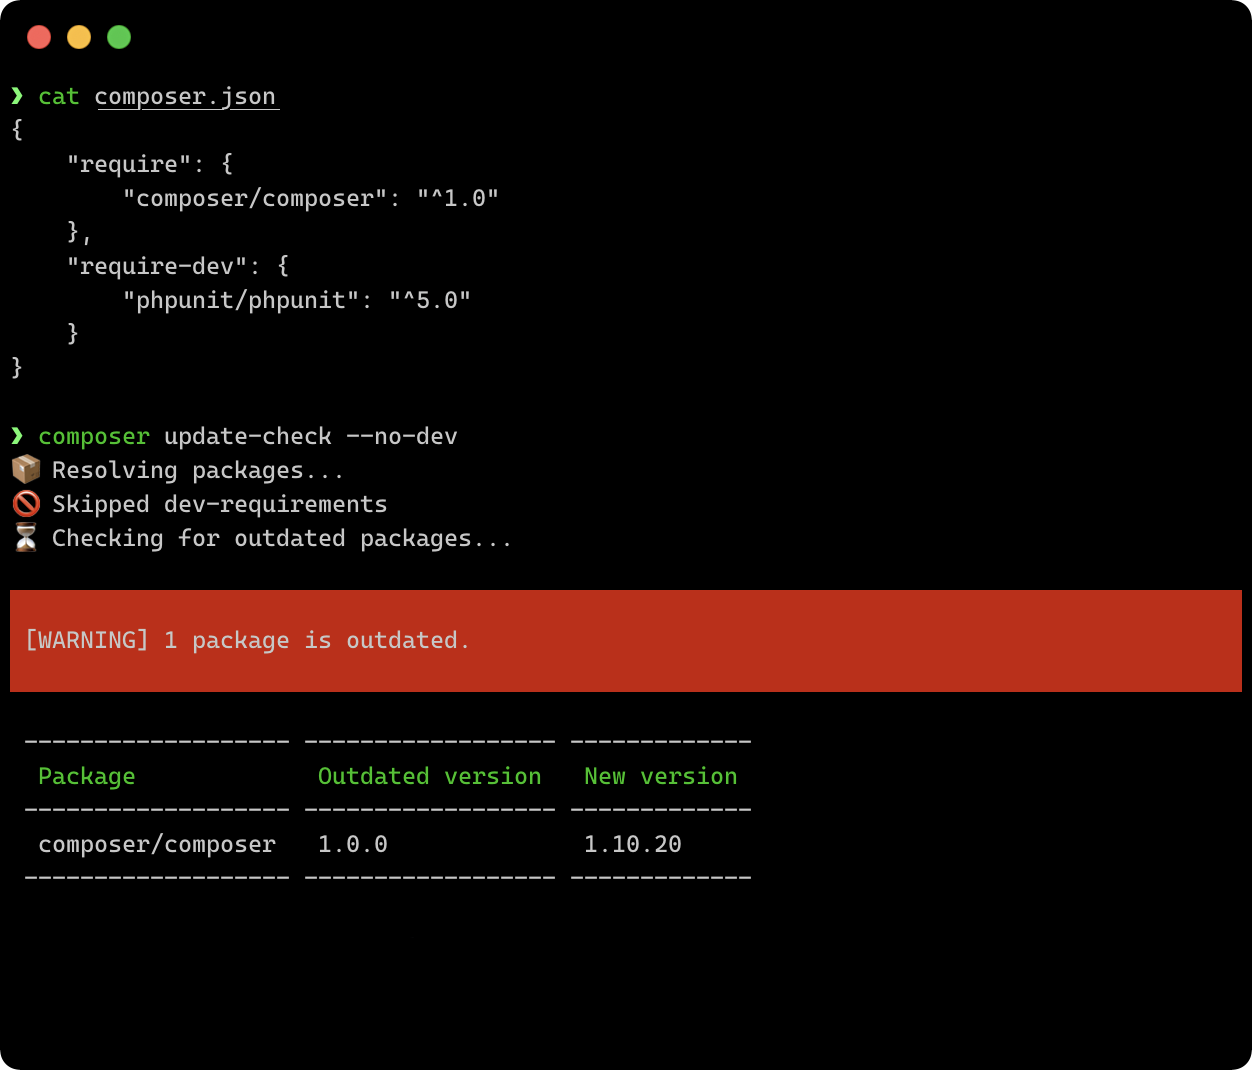 ❯ cat composer.json
{
    "require": {
        "composer/composer": "^1.0"
    },
    "require-dev": {
        "phpunit/phpunit": "^5.0"
    }
}
❯ composer update-check --no-dev
📦 Resolving packages...
🚫 Skipped dev-requirements
⏳ Checking for outdated packages...
[WARNING] 1 package is outdated.
------------------- ------------------ -------------
Package Outdated version New version
------------------- ------------------ -------------
composer/composer 1.0.0 1.10.20
------------------- ------------------ -------------